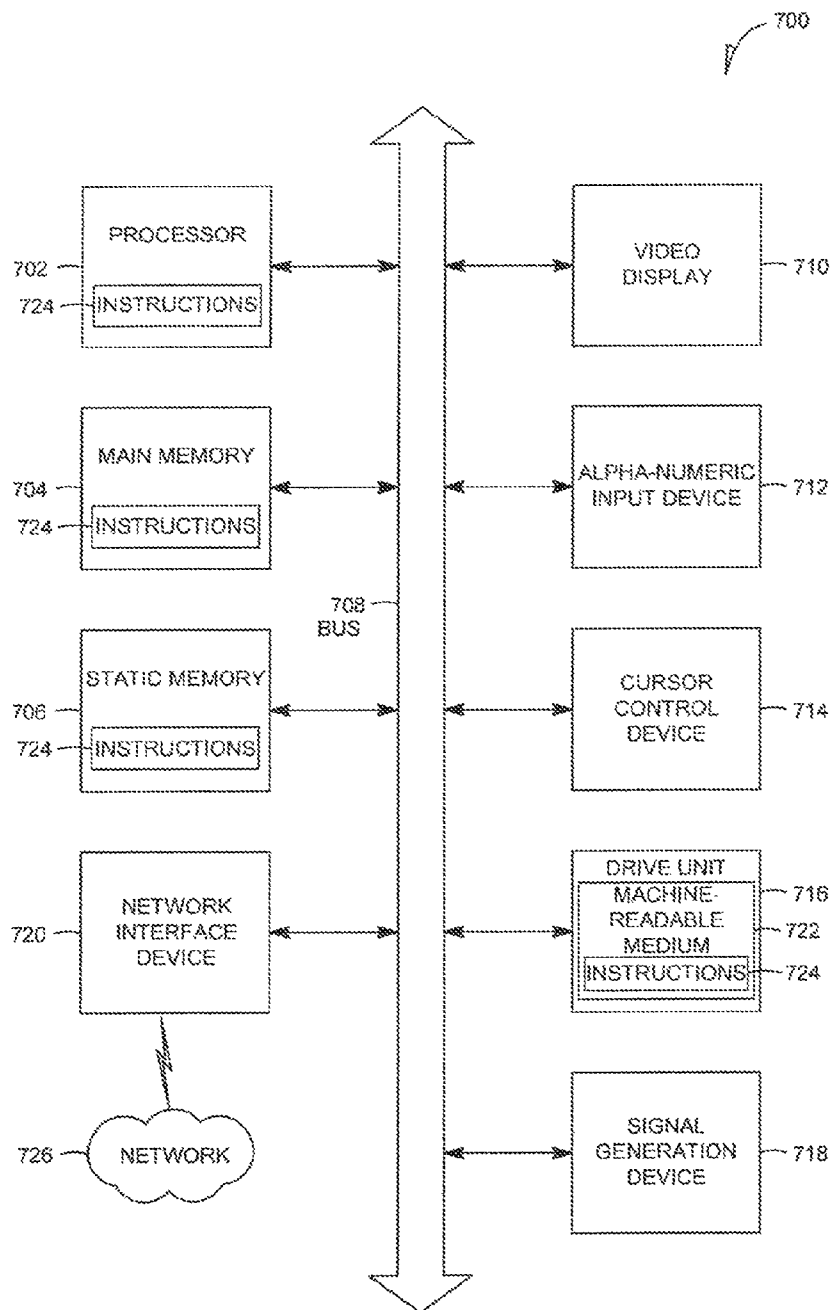 700
PROCESSOR
702
724
INSTRUCTIONS
VIDEO
DISPLAY
710
MAIN MEMORY
704
724
INSTRUCTIONS
ALPHA-NUMERIC
INPUT DEVICE
712
708
BUS
STATIC MEMORY
706
724
INSTRUCTIONS
CURSOR
CONTROL
DEVICE
714
NETWORK
INTERFACE
DEVICE
720
DRIVE UNIT
716
MACHINE-
READABLE
MEDIUM
722
INSTRUCTIONS
724
726
NETWORK
SIGNAL
GENERATION
DEVICE
718